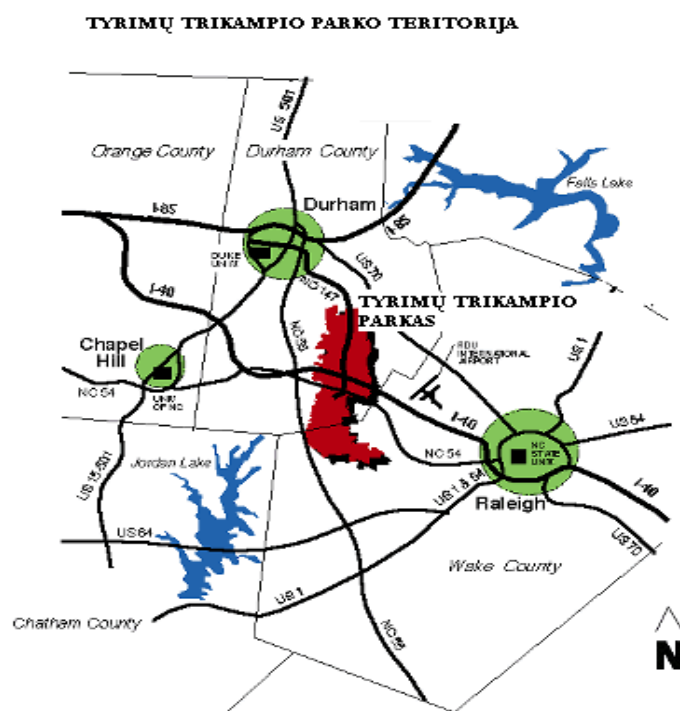 TYRIMŲ TRIKAMPIO PARKO TERITORIJA
US 501
Orange County
Durham County
Falls Lake
Durham
I-85
I-85
DUKE
UNIV.
US 70
NC 147
I-40
TYRIMŲ TRIKAMPIO
PARKAS
NC 55
RDU
INTERNATIONAL
AIRPORT
Chapel
Hill
US 1
NC 54
UNIV
OF NC
I-40
US 64
NC 54
NC
STATE
UNIV.
Jordan Lake
US 15-501
US 1 & 64
Raleigh
I-40
US 64
US 70
Wake County
US 1
Chatham County
NC 55
N